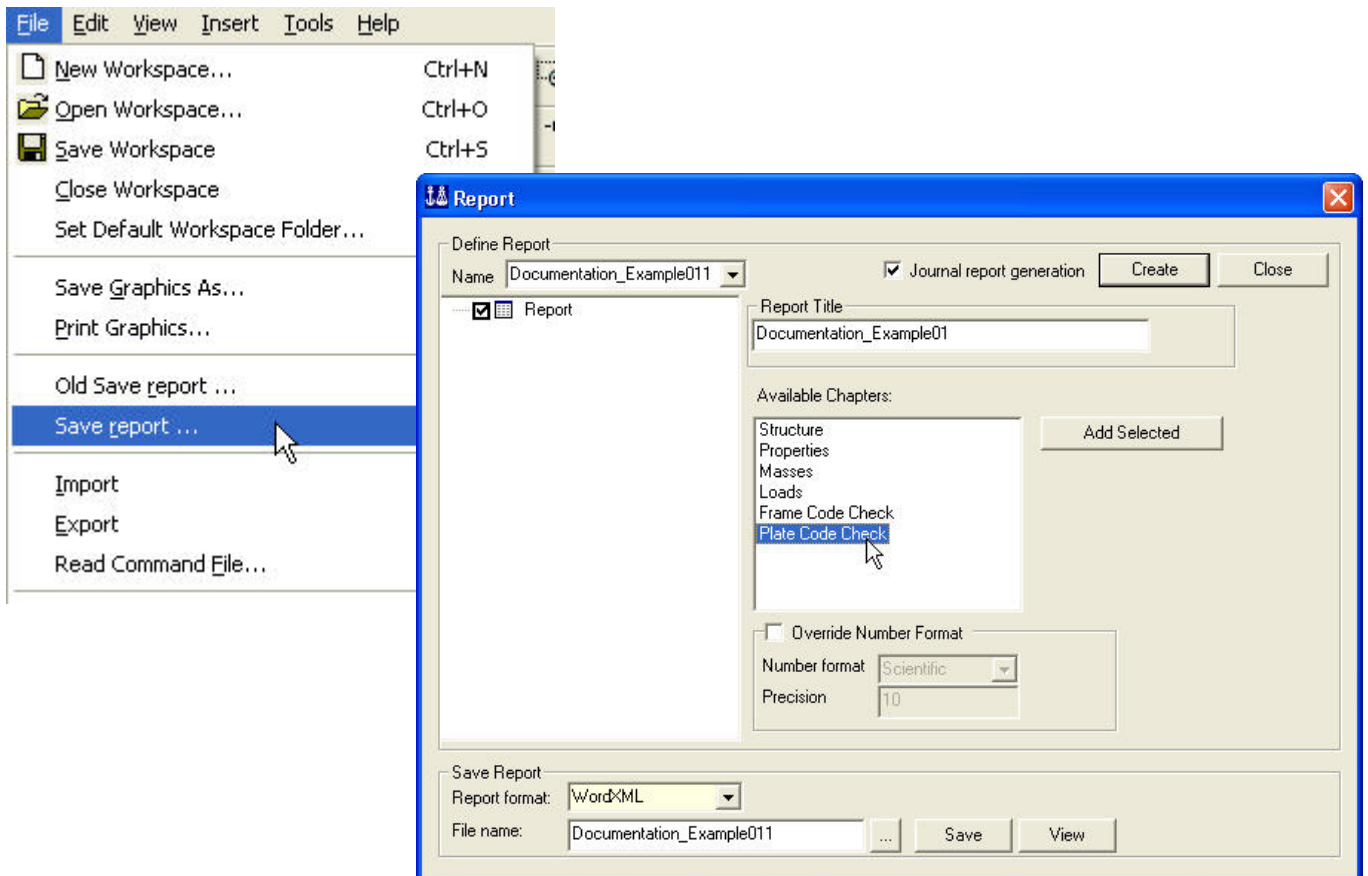 File Edit View Insert Tools Help
New Workspace... Ctrl+N
Open Workspace... Ctrl+O
Save Workspace Ctrl+S
Close Workspace
Set Default Workspace Folder...
Save Graphics As...
Print Graphics...
Old Save report ...
Save report ...
Import
Export
Read Command File...
Report
Define Report
Name Documentation_Example011 Journal report generation Create Close
Report
Report Title
Documentation_Example01
Available Chapters:
Structure
Add Selected
Properties
Masses
Loads
Frame Code Check
Plate Code Check
Override Number Format
Number format Scientific
Precision 10
Save Report
Report format: WordXML
File name: Documentation_Example011 ... Save View